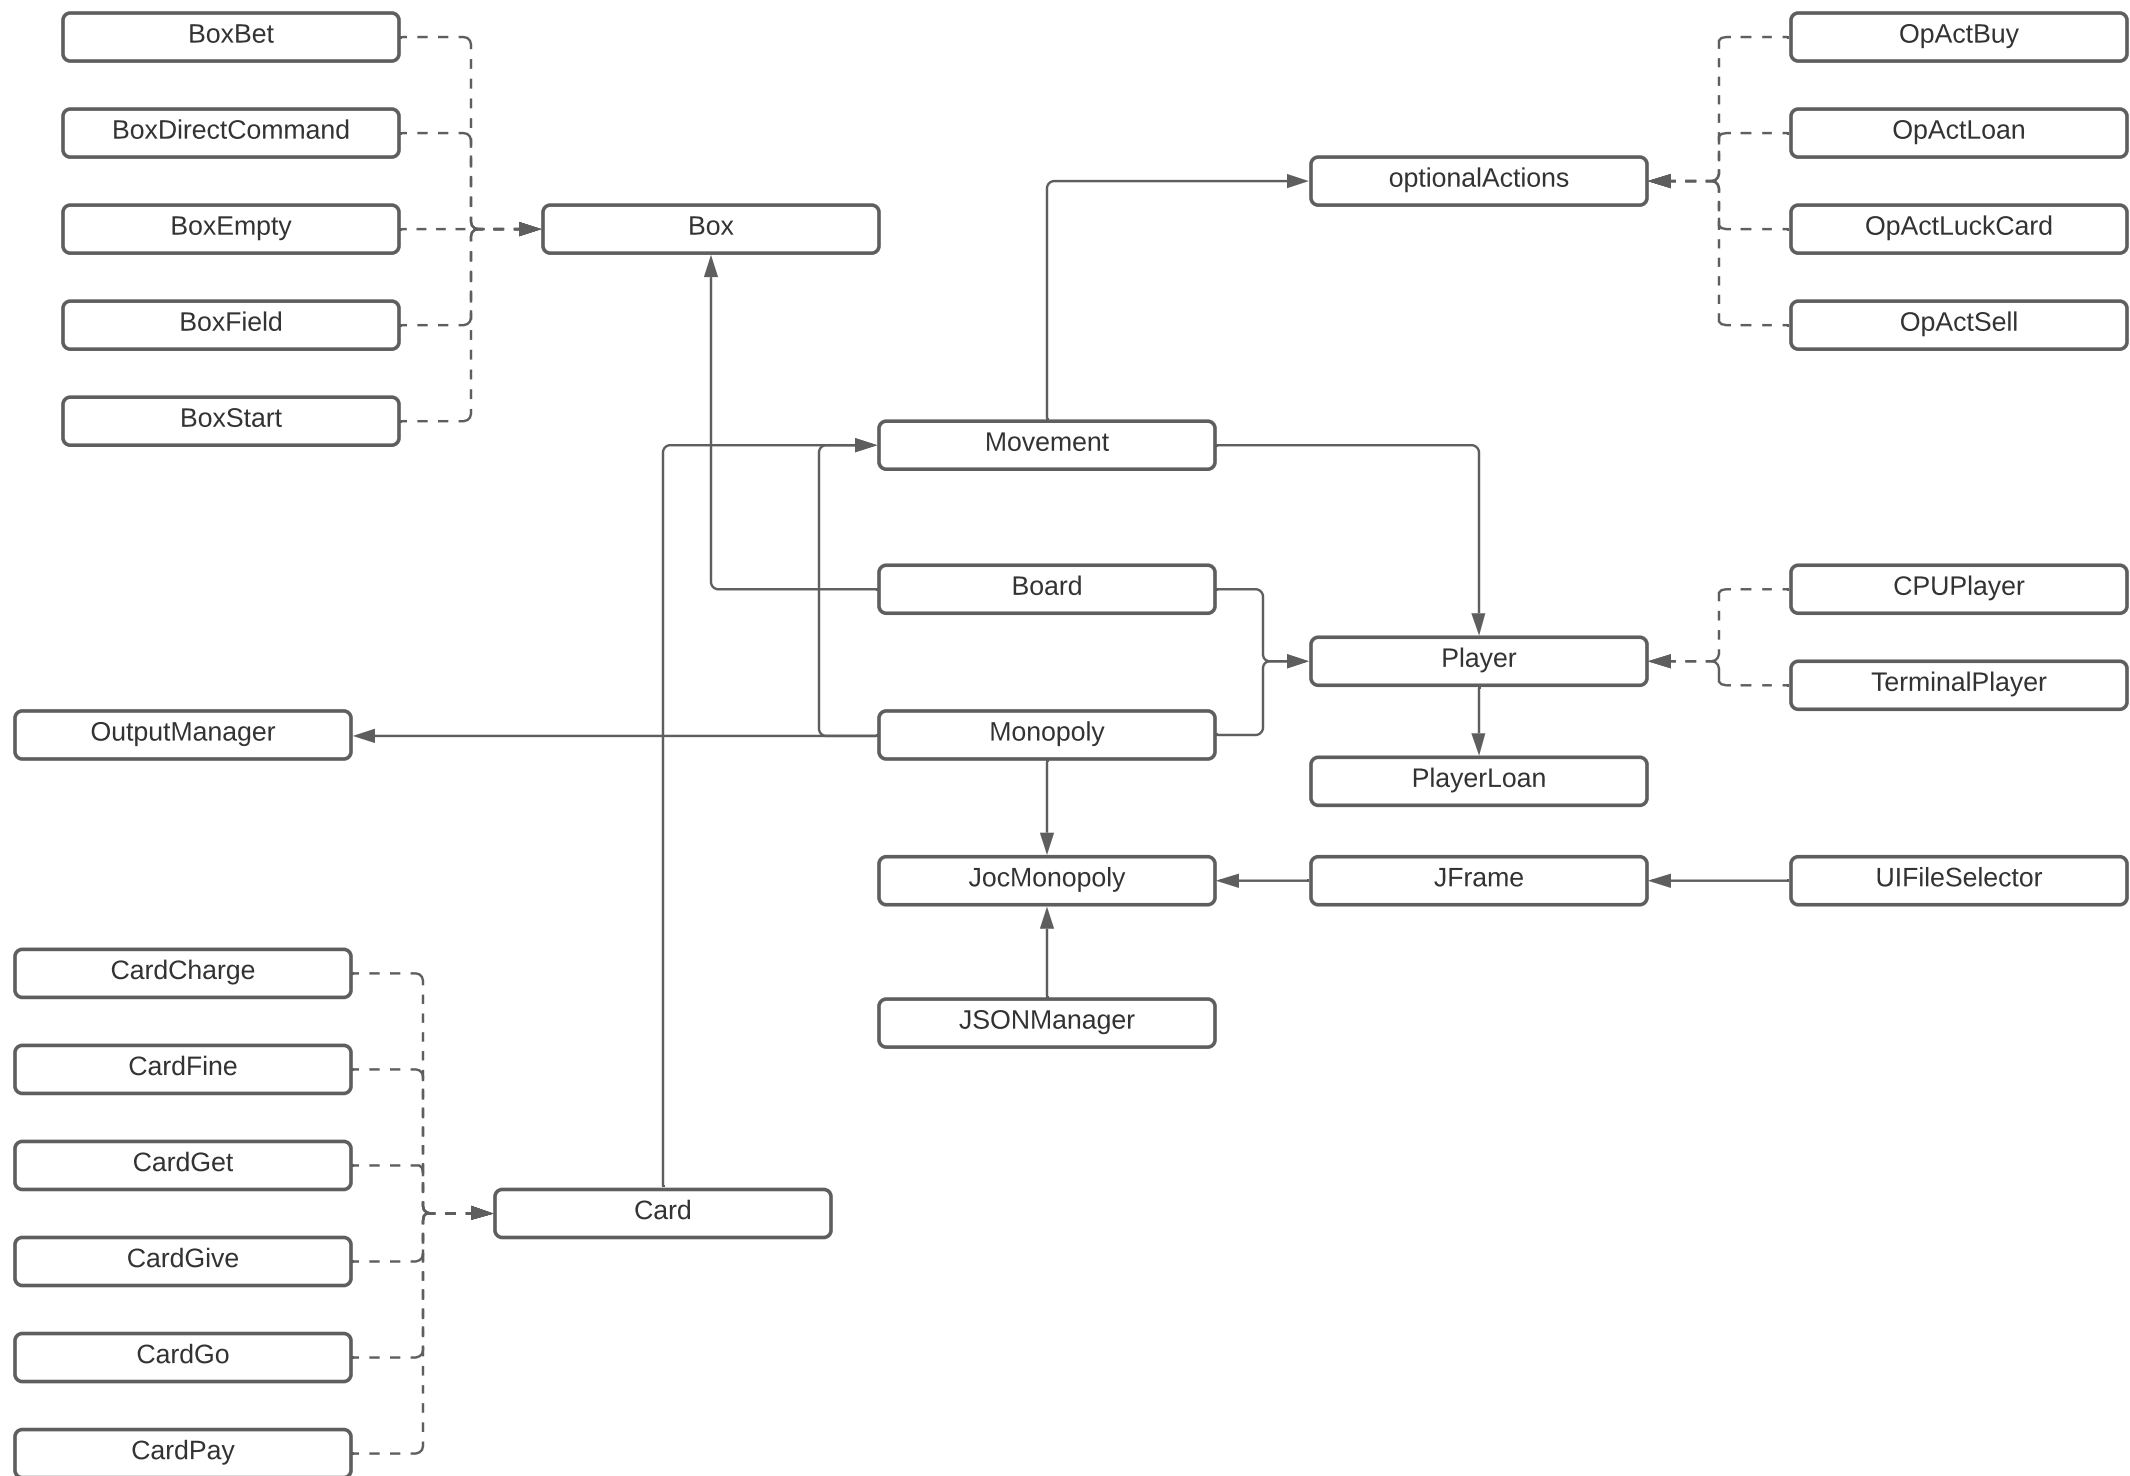 BoxBet
OpActBuy
BoxDirectCommand
OpActLoan
optionalActions
BoxEmpty
Box
OpActLuckCard
BoxField
OpActSell
BoxStart
Movement
Board
CPUPlayer
Player
TerminalPlayer
OutputManager
Monopoly
PlayerLoan
JocMonopoly
JFrame
UIFileSelector
CardCharge
JSONManager
CardFine
CardGet
Card
CardGive
CardGo
CardPay